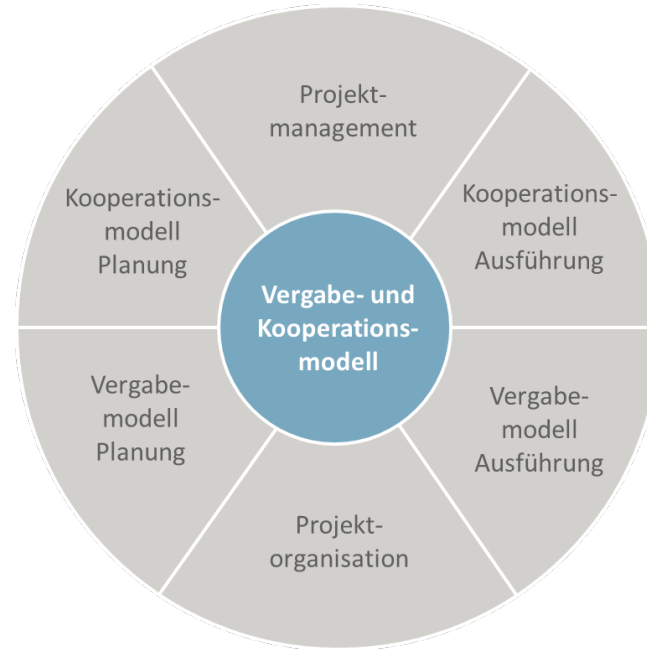 Projekt-
management
Kooperations-
modell
Planung
Kooperations-
modell
Ausführung
Vergabe- und
Kooperations-
modell
Vergabe-
modell
Planung
Vergabe-
modell
Ausführung
Projekt-
organisation